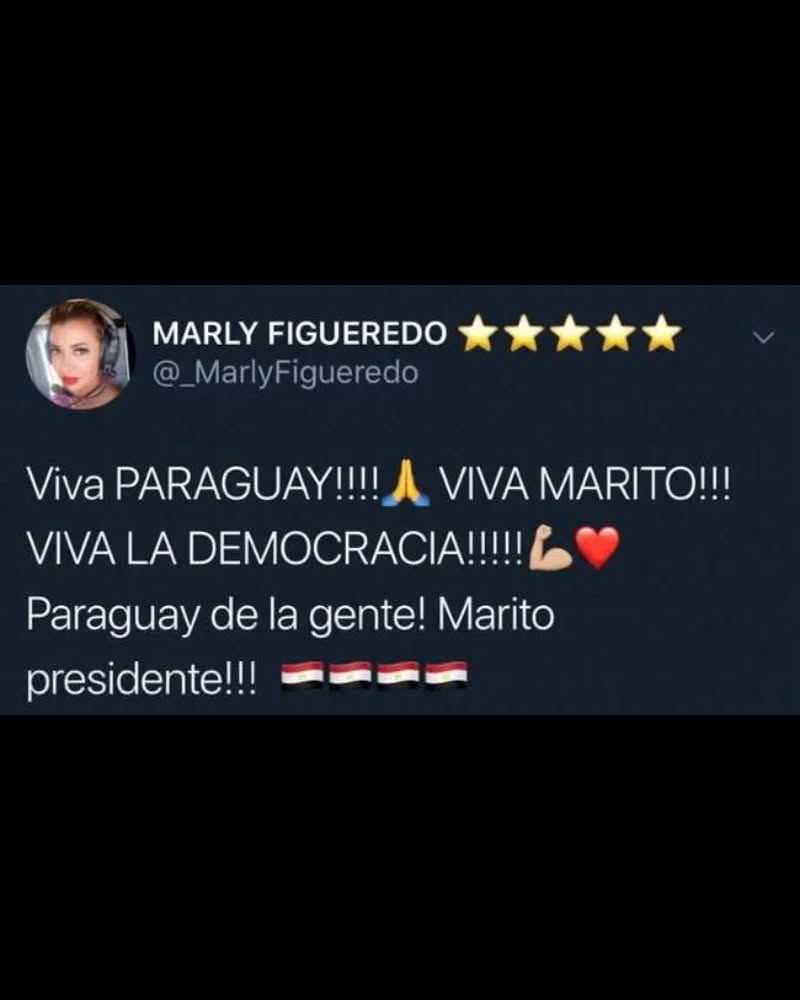 MARLY FIGUEREDO ⭐⭐⭐⭐⭐
@_MarlyFigueredo
Viva PARAGUAY!!!!🙏 VIVA MARITO!!!
VIVA LA DEMOCRACIA!!!!!💪🏼❤️
Paraguay de la gente! Marito
presidente!!! 🇪🇬🇪🇬🇪🇬🇪🇬